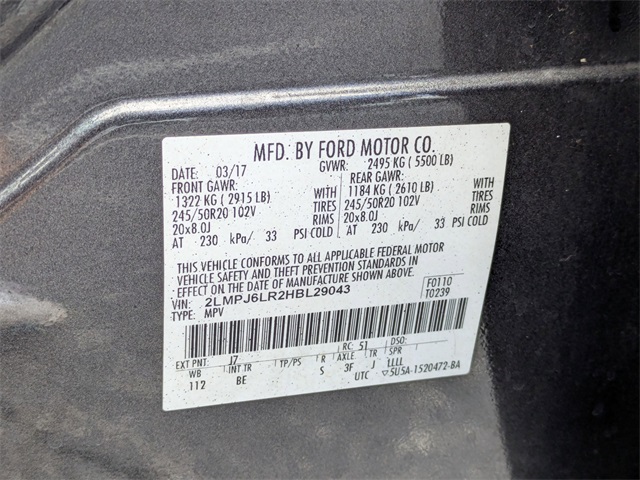 MFD. BY FORD MOTOR CO.
DATE: 03/17 GVWR: 2495 KG ( 5500 LB)
FRONT GAWR: REAR GAWR:
1322 KG ( 2915 LB) WITH 1184 KG ( 2610 LB) WITH
245/50R20 102V TIRES 245/50R20 102V TIRES
20x8.0J RIMS 20x8.0J RIMS
AT 230 kPa/ 33 PSI COLD AT 230 kPa/ 33 PSI COLD
THIS VEHICLE CONFORMS TO ALL APPLICABLE FEDERAL MOTOR
VEHICLE SAFETY AND THEFT PREVENTION STANDARDS IN
EFFECT ON THE DATE OF MANUFACTURE SHOWN ABOVE.
VIN: 2LMPJ6LR2HBL29043 F0110
TYPE: MPV T0239
EXT PNT: J7 RC: 51 DSO:
WB INT TR TP/PS R AXLE TR SPR
112 BE S 3F J LLLL
UTC ▽5U5A-1520472-BA